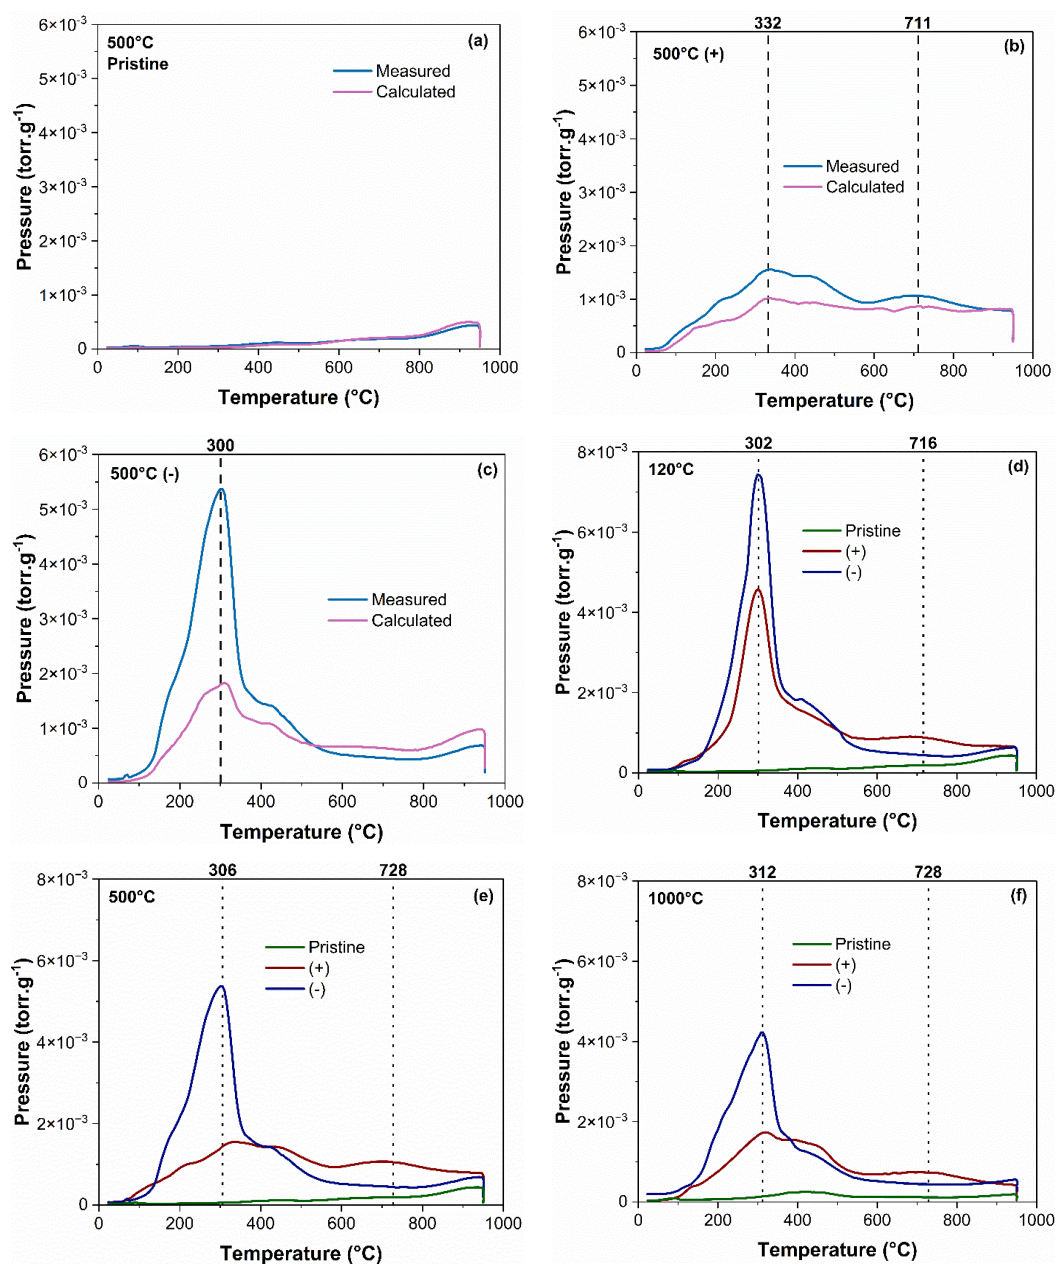 500°C
Pristine
(a)
Measured
Calculated
6×10⁻³
5×10⁻³
4×10⁻³
3×10⁻³
2×10⁻³
1×10⁻³
0
Pressure (torr.g⁻¹)
0 200 400 600 800 1000
Temperature (°C)
332 711
500°C (+)
(b)
Measured
Calculated
6×10⁻³
5×10⁻³
4×10⁻³
3×10⁻³
2×10⁻³
1×10⁻³
0
Pressure (torr.g⁻¹)
0 200 400 600 800 1000
Temperature (°C)
300
500°C (-)
(c)
Measured
Calculated
6×10⁻³
5×10⁻³
4×10⁻³
3×10⁻³
2×10⁻³
1×10⁻³
0
Pressure (torr.g⁻¹)
0 200 400 600 800 1000
Temperature (°C)
302 716
120°C
(d)
Pristine
(+)
(-)
8×10⁻³
6×10⁻³
4×10⁻³
2×10⁻³
0
Pressure (torr.g⁻¹)
0 200 400 600 800 1000
Temperature (°C)
306 728
500°C
(e)
Pristine
(+)
(-)
8×10⁻³
6×10⁻³
4×10⁻³
2×10⁻³
0
Pressure (torr.g⁻¹)
0 200 400 600 800 1000
Temperature (°C)
312 728
1000°C
(f)
Pristine
(+)
(-)
8×10⁻³
6×10⁻³
4×10⁻³
2×10⁻³
0
Pressure (torr.g⁻¹)
0 200 400 600 800 1000
Temperature (°C)